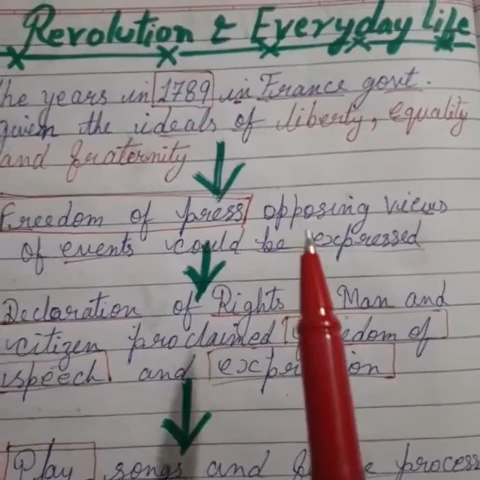 Revolution & Everyday life
the years in 1789 in France govt.
given the ideals of liberty, equality
and fraternity
Freedom of press opposing views
of events could be expressed
Declaration of Rights Man and
citizen proclaimed of
speech and
Play songs and process